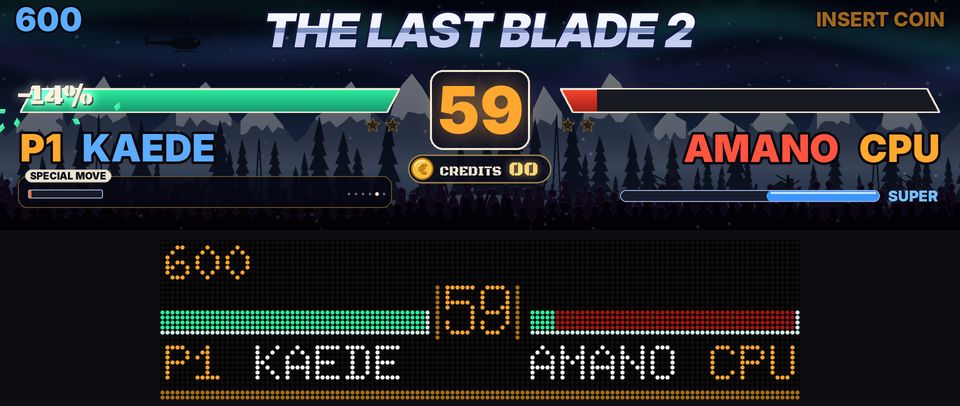 600
THE LAST BLADE 2
INSERT COIN
-14%
59
P1 KAEDE
AMANO CPU
CREDITS 00
SPECIAL MOVE
SUPER
600
59
P1 KAEDE
AMANO CPU